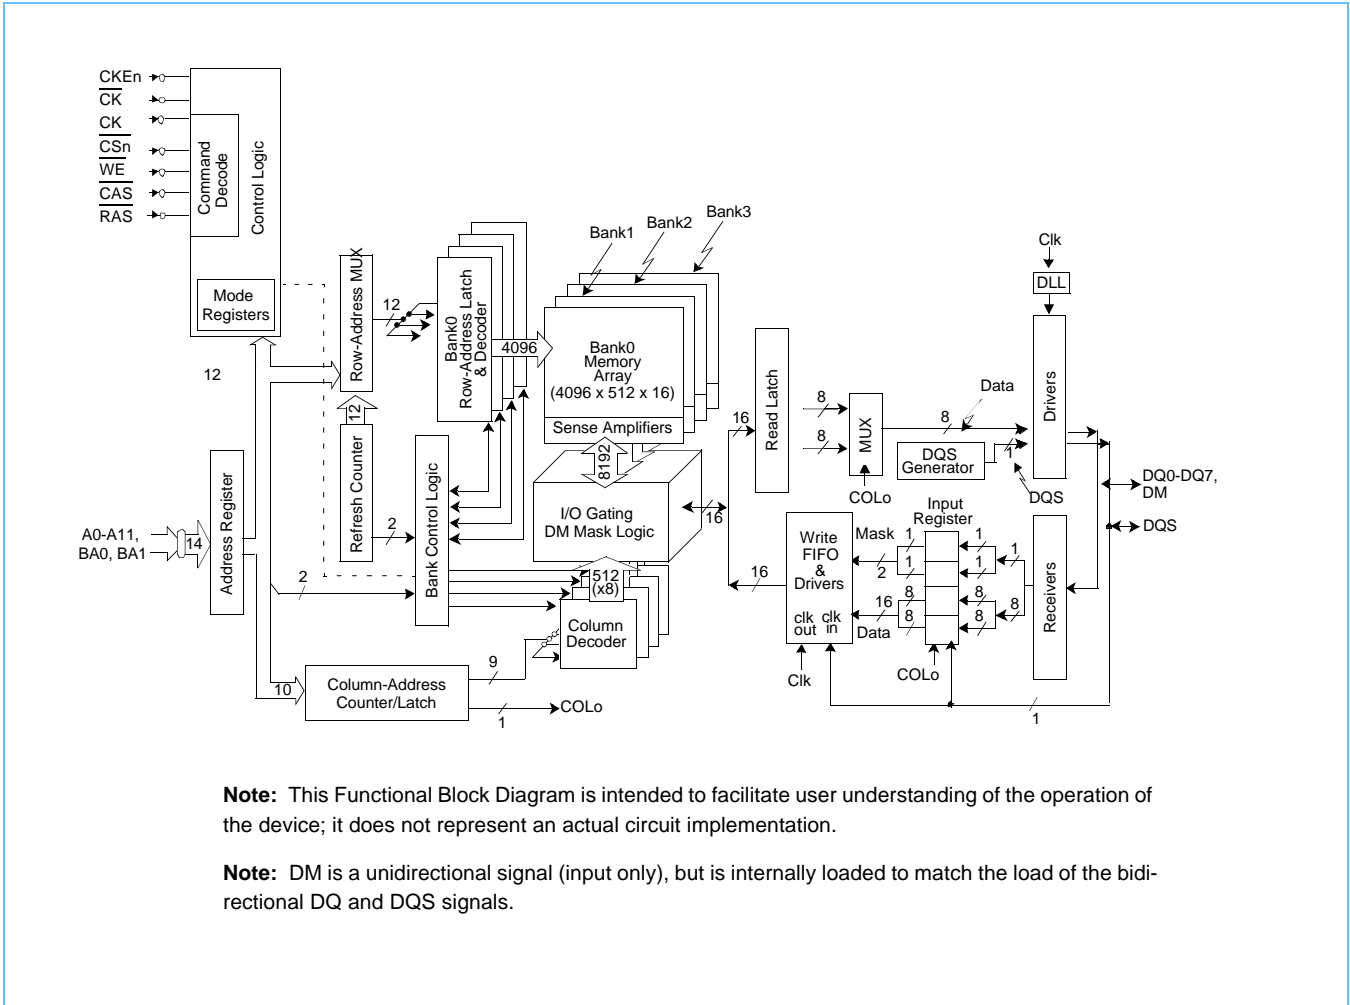 CKEn
CK
CK
CSn
WE
CAS
RAS
Command
Decode
Control Logic
Mode
Registers
Row-Address MUX
12
12
Bank0
Row-Address Latch
& Decoder
4096
Bank1
Bank2
Bank3
Bank0
Memory
Array
(4096 x 512 x 16)
Sense Amplifiers
8192
I/O Gating
DM Mask Logic
12
Refresh Counter
2
Bank Control Logic
A0-A11,
BA0, BA1
14
Address Register
2
512
(x8)
Column
Decoder
10
Column-Address
Counter/Latch
9
1
COLo
16
16
Read Latch
8
8
MUX
COLo
8
Data
DQS
Generator
1
DQS
Clk
DLL
Drivers
DQ0-DQ7,
DM
DQS
16
Write
FIFO
&
Drivers
clk
out
clk
in
Clk
Mask
2
16
Data
Input
Register
1
1
8
8
1
1
8
8
1
8
COLo
Receivers
1
Note: This Functional Block Diagram is intended to facilitate user understanding of the operation of
the device; it does not represent an actual circuit implementation.
Note: DM is a unidirectional signal (input only), but is internally loaded to match the load of the bidi-
rectional DQ and DQS signals.